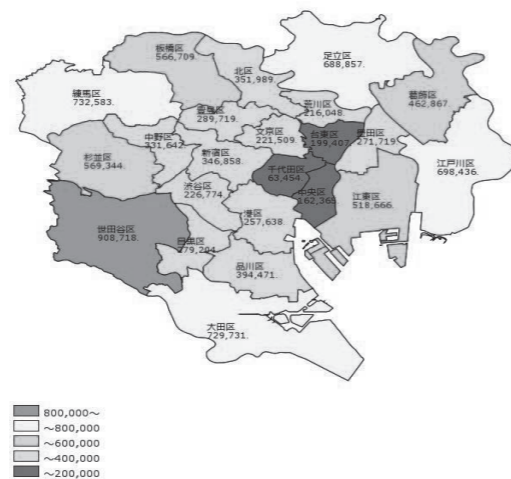 板橋区
566,709.
北区
351,989.
足立区
688,857.
葛飾区
462,867.
練馬区
732,583.
豊島区
289,719.
荒川区
216,048.
文京区
221,509.
台東区
199,407.
墨田区
271,719.
江戸川区
698,436.
中野区
331,642.
杉並区
569,344.
新宿区
346,858.
千代田区
63,454.
中央区
162,365.
江東区
518,666.
渋谷区
226,774.
港区
257,638.
世田谷区
908,718.
目黒区
279,204.
品川区
394,471.
大田区
729,731.
800,000～
～800,000
～600,000
～400,000
～200,000